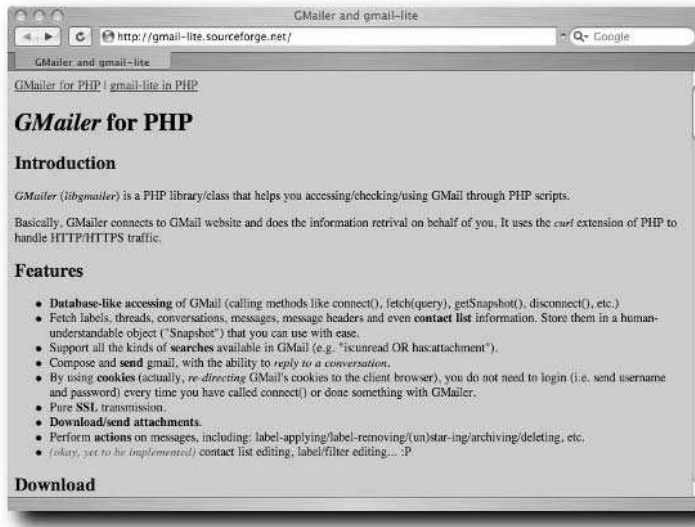 GMailer and gmail-lite
http://gmail-lite.sourceforge.net/
Q- Google
GMailer and gmail-lite
GMailer for PHP | gmail-lite in PHP
GMailer for PHP
Introduction
GMailer (libgmailer) is a PHP library/class that helps you accessing/checking/using GMail through PHP scripts.
Basically, GMailer connects to GMail website and does the information retrival on behalf of you. It uses the curl extension of PHP to
handle HTTP/HTTPS traffic.
Features
• Database-like accessing of GMail (calling methods like connect(), fetch(query), getSnapshot(), disconnect(), etc.)
• Fetch labels, threads, conversations, messages, message headers and even contact list information. Store them in a human-
understandable object ("Snapshot") that you can use with ease.
• Support all the kinds of searches available in GMail (e.g. "is:unread OR has:attachment").
• Compose and send gmail, with the ability to reply to a conversation.
• By using cookies (actually, re-directing GMail's cookies to the client browser), you do not need to login (i.e. send username
and password) every time you have called connect() or done something with GMailer.
• Pure SSL transmission.
• Download/send attachments.
• Perform actions on messages, including: label-applying/label-removing/(un)star-ing/archiving/deleting, etc.
• (okay, yet to be implemented) contact list editing, label/filter editing... :P
Download